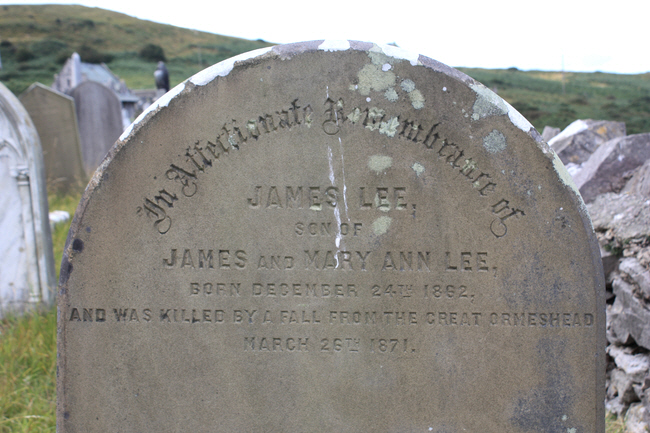 In Affectionate Remembrance of
JAMES LEE,
SON OF
JAMES AND MARY ANN LEE,
BORN DECEMBER 24TH 1852,
AND WAS KILLED BY A FALL FROM THE GREAT ORMESHEAD
MARCH 26TH 1871.